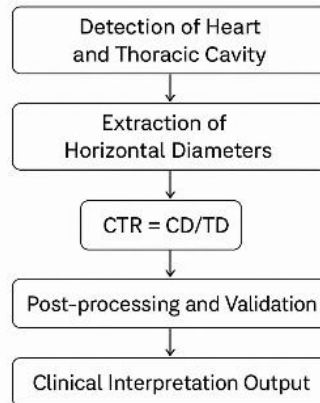 Detection of Heart
and Thoracic Cavity
Extraction of
Horizontal Diameters
CTR = CD/TD
Post-processing and Validation
Clinical Interpretation Output